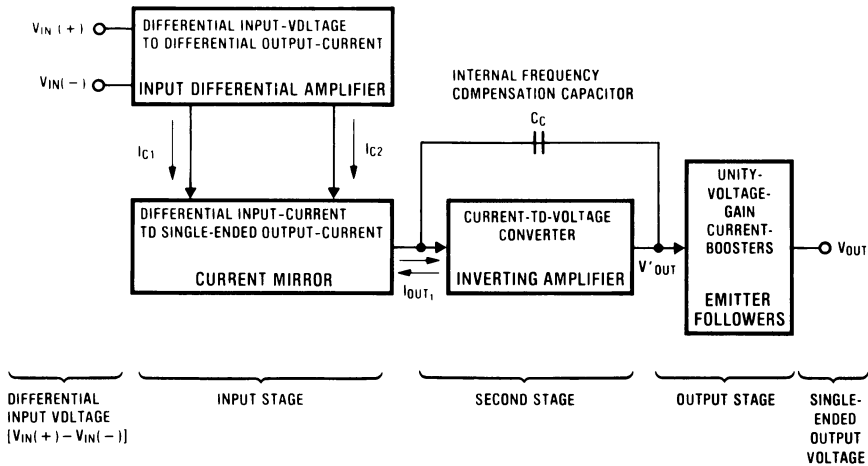 VIN (+)
DIFFERENTIAL INPUT-VOLTAGE
TO DIFFERENTIAL OUTPUT-CURRENT
VIN(−)
INPUT DIFFERENTIAL AMPLIFIER
INTERNAL FREQUENCY
COMPENSATION CAPACITOR
CC
IC1
IC2
DIFFERENTIAL INPUT-CURRENT
TO SINGLE-ENDED OUTPUT-CURRENT
CURRENT MIRROR
IOUT1
CURRENT-TO-VOLTAGE
CONVERTER
INVERTING AMPLIFIER
V'OUT
UNITY-
VOLTAGE-
GAIN
CURRENT-
BOOSTERS
EMITTER
FOLLOWERS
VOUT
DIFFERENTIAL
INPUT VOLTAGE
[VIN(+) − VIN(−)]
INPUT STAGE
SECOND STAGE
OUTPUT STAGE
SINGLE-
ENDED
OUTPUT
VOLTAGE